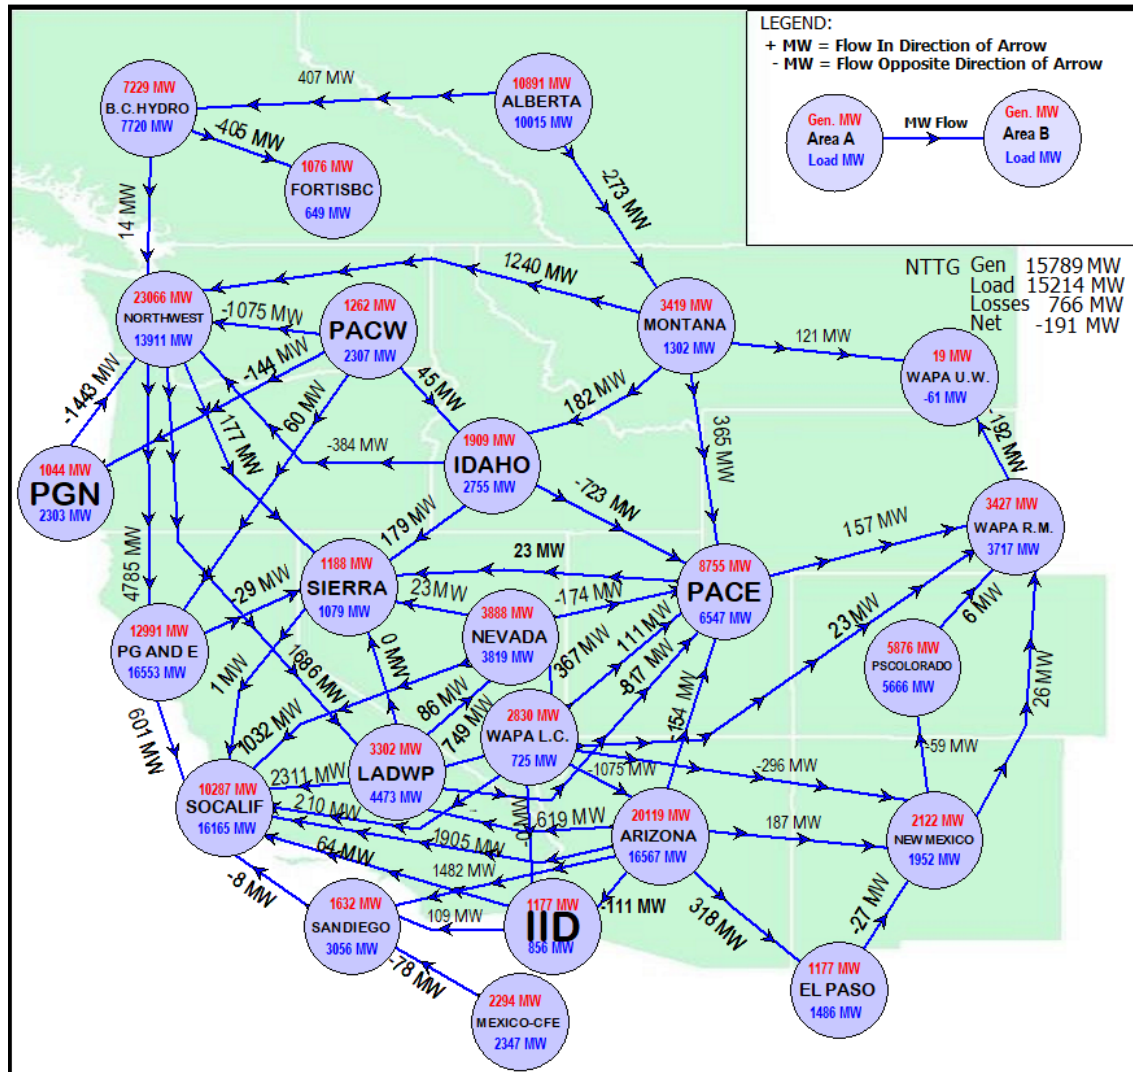 LEGEND:
+ MW = Flow In Direction of Arrow
- MW = Flow Opposite Direction of Arrow
Gen. MW
Area A
Load MW
MW Flow
Gen. MW
Area B
Load MW
NTTG Gen 15789 MW
Load 15214 MW
Losses 766 MW
Net -191 MW
7229 MW
B.C.HYDRO
7720 MW
407 MW
10891 MW
ALBERTA
10015 MW
-405 MW
1076 MW
FORTISBC
649 MW
-273 MW
14 MW
1240 MW
23066 MW
NORTHWEST
13911 MW
-1075 MW
1262 MW
PACW
2307 MW
3419 MW
MONTANA
1302 MW
121 MW
19 MW
WAPA U.W.
-61 MW
-144 MW
45 MW
182 MW
-1443 MW
177 MW
60 MW
-384 MW
365 MW
-192 MW
1044 MW
PGN
2303 MW
1909 MW
IDAHO
2755 MW
-723 MW
179 MW
3427 MW
WAPA R.M.
3717 MW
157 MW
4785 MW
23 MW
1188 MW
SIERRA
1079 MW
8755 MW
PACE
6547 MW
-29 MW
23 MW
-174 MW
3888 MW
NEVADA
3819 MW
111 MW
367 MW
-817 MW
23 MW
6 MW
12991 MW
PG AND E
16553 MW
5876 MW
PSCOLORADO
5666 MW
1686 MW
0 MW
1 MW
86 MW
749 MW
-154 MW
26 MW
601 MW
1032 MW
2830 MW
WAPA L.C.
725 MW
3302 MW
LADWP
4473 MW
-59 MW
-1075 MW
-296 MW
2311 MW
10287 MW
SOCALIF
16165 MW
210 MW
MW
-619 MW
20119 MW
ARIZONA
16567 MW
187 MW
2122 MW
NEW MEXICO
1952 MW
1905 MW
64 MW
1482 MW
-8 MW
1632 MW
SANDIEGO
3056 MW
109 MW
1177 MW
IID
856 MW
-111 MW
318 MW
-27 MW
-78 MW
2294 MW
MEXICO-CFE
2347 MW
1177 MW
EL PASO
1486 MW